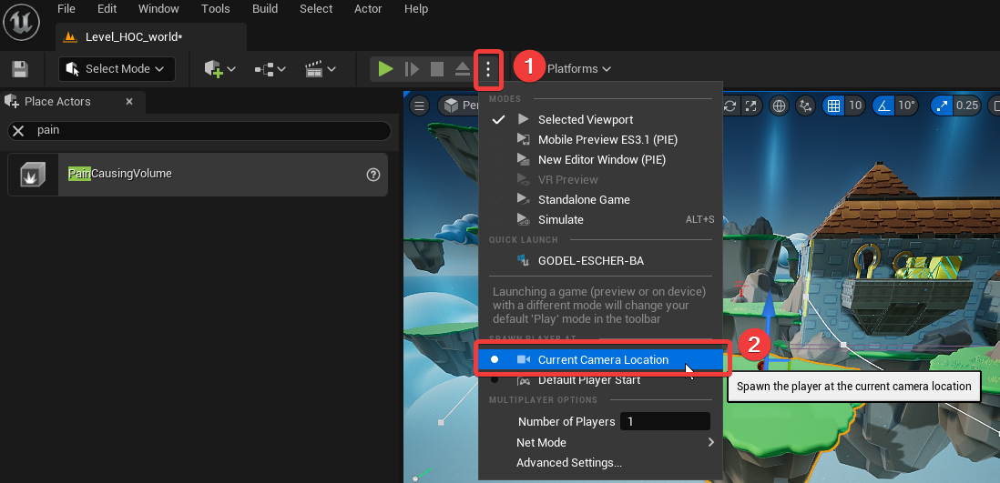 File Edit Window Tools Build Select Actor Help
Level_HOC_world*
Select Mode
1
Platforms
Place Actors
pain
PainCausingVolume
MODES
Selected Viewport
Mobile Preview ES3.1 (PIE)
New Editor Window (PIE)
VR Preview
Standalone Game
Simulate ALT+S
QUICK LAUNCH
GODEL-ESCHER-BA
Launching a game (preview or on device)
with a different mode will change your
default 'Play' mode in the toolbar
SPAWN PLAYER AT...
Current Camera Location
2
Default Player Start
Spawn the player at the current camera location
MULTIPLAYER OPTIONS
Number of Players 1
Net Mode
Advanced Settings...
Per
10 10° 0.25